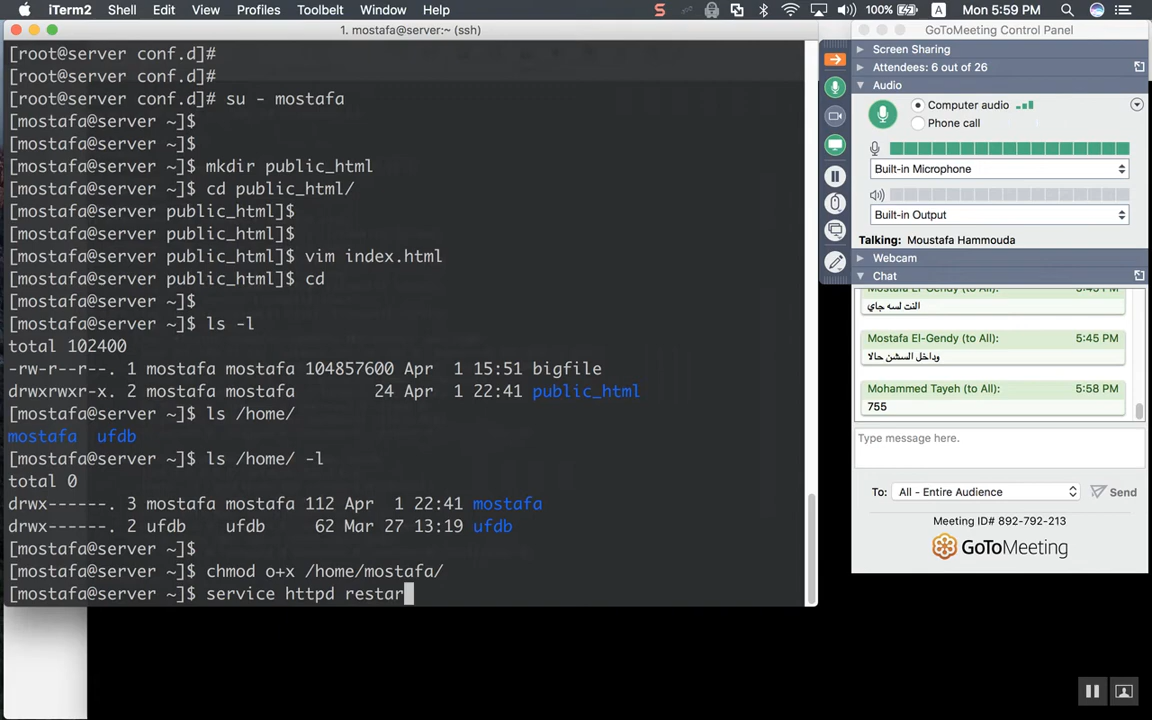 iTerm2 Shell Edit View Profiles Toolbelt Window Help 100% A Mon 5:59 PM
1. mostafa@server:~ (ssh)
[root@server conf.d]#
[root@server conf.d]#
[root@server conf.d]# su - mostafa
[mostafa@server ~]$
[mostafa@server ~]$
[mostafa@server ~]$ mkdir public_html
[mostafa@server ~]$ cd public_html/
[mostafa@server public_html]$
[mostafa@server public_html]$
[mostafa@server public_html]$ vim index.html
[mostafa@server public_html]$ cd
[mostafa@server ~]$
[mostafa@server ~]$ ls -l
total 102400
-rw-r--r--. 1 mostafa mostafa 104857600 Apr 1 15:51 bigfile
drwxrwxr-x. 2 mostafa mostafa 24 Apr 1 22:41 public_html
[mostafa@server ~]$ ls /home/
mostafa ufdb
[mostafa@server ~]$ ls /home/ -l
total 0
drwx------. 3 mostafa mostafa 112 Apr 1 22:41 mostafa
drwx------. 2 ufdb ufdb 62 Mar 27 13:19 ufdb
[mostafa@server ~]$
[mostafa@server ~]$ chmod o+x /home/mostafa/
[mostafa@server ~]$ service httpd restar
GoToMeeting Control Panel
Screen Sharing
Attendees: 6 out of 26
Audio
Computer audio
Phone call
Built-in Microphone
Built-in Output
Talking: Moustafa Hammouda
Webcam
Chat
Mostafa El-Gendy (to All): 5:45 PM
النت لسه جاي
Mostafa El-Gendy (to All): 5:45 PM
وداخل السشن حالا
Mohammed Tayeh (to All): 5:58 PM
755
Type message here.
To: All - Entire Audience Send
Meeting ID# 892-792-213
GoToMeeting